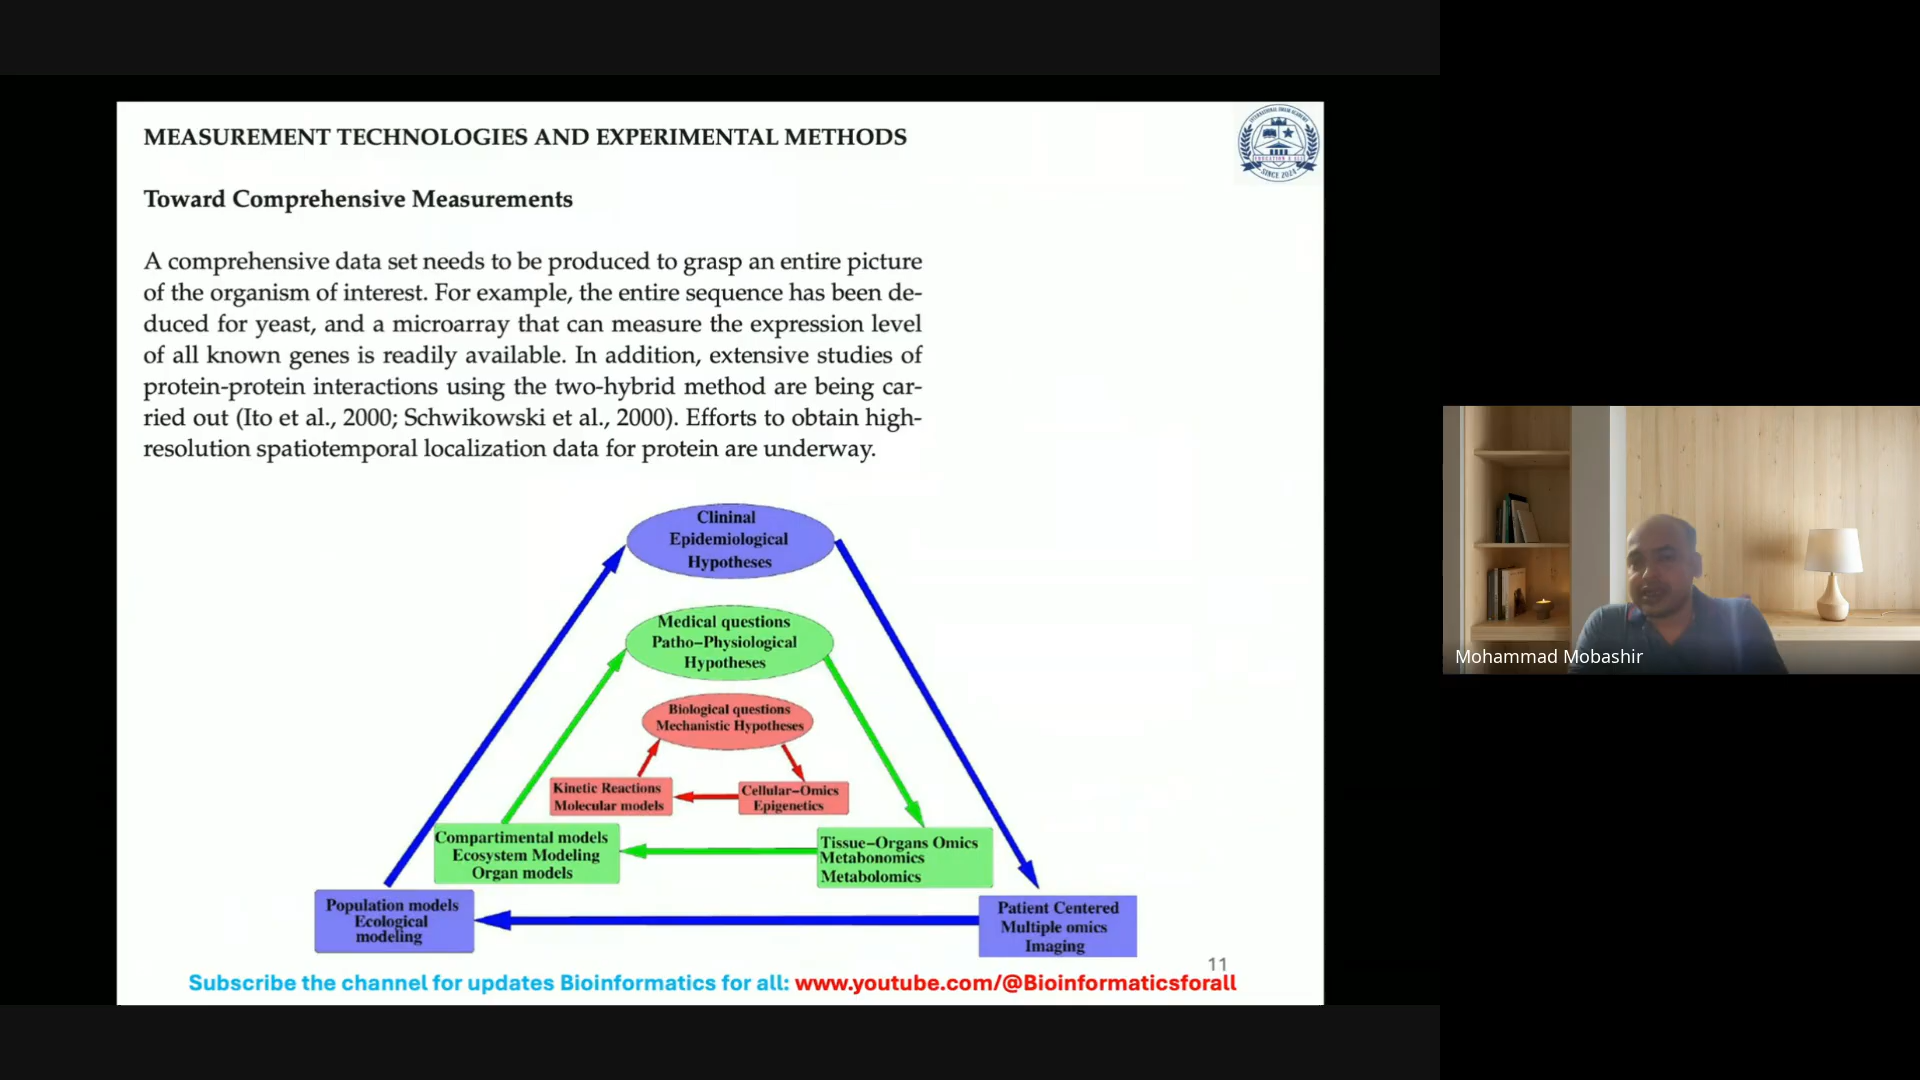 MEASUREMENT TECHNOLOGIES AND EXPERIMENTAL METHODS
Toward Comprehensive Measurements
A comprehensive data set needs to be produced to grasp an entire picture
of the organism of interest. For example, the entire sequence has been de-
duced for yeast, and a microarray that can measure the expression level
of all known genes is readily available. In addition, extensive studies of
protein-protein interactions using the two-hybrid method are being car-
ried out (Ito et al., 2000; Schwikowski et al., 2000). Efforts to obtain high-
resolution spatiotemporal localization data for protein are underway.
Clininal
Epidemiological
Hypotheses
Medical questions
Patho-Physiological
Hypotheses
Biological questions
Mechanistic Hypotheses
Kinetic Reactions
Molecular models
Cellular-Omics
Epigenetics
Compartimental models
Ecosystem Modeling
Organ models
Tissue-Organs Omics
Metabonomics
Metabolomics
Population models
Ecological
modeling
Patient Centered
Multiple omics
Imaging
11
Subscribe the channel for updates Bioinformatics for all: www.youtube.com/@Bioinformaticsforall
SINCE 2024
Mohammad Mobashir